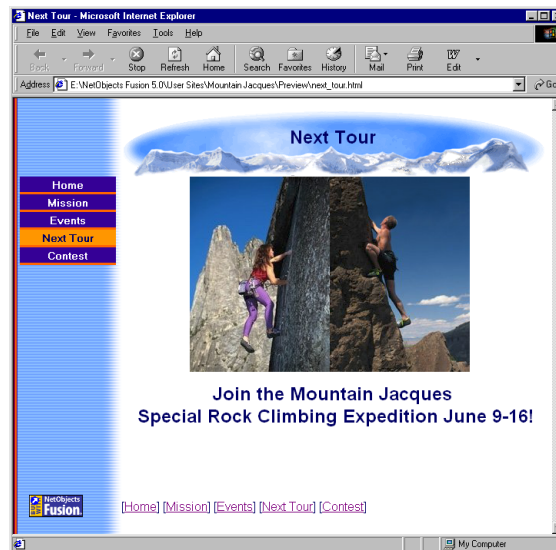 Next Tour - Microsoft Internet Explorer
File Edit View Favorites Tools Help
Back Forward Stop Refresh Home Search Favorites History Mail Print Edit
Address E:\NetObjects Fusion 5.0\User Sites\Mountain Jacques\Preview\next_tour.html Go
Next Tour
Home
Mission
Events
Next Tour
Contest
Join the Mountain Jacques
Special Rock Climbing Expedition June 9-16!
NetObjects
Fusion
[Home] [Mission] [Events] [Next Tour] [Contest]
My Computer